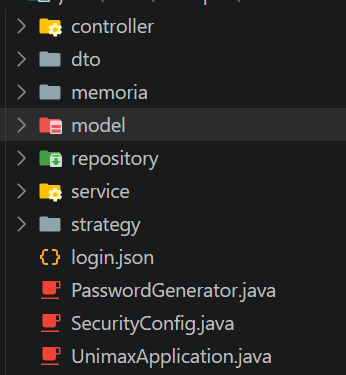 controller
dto
memoria
model
repository
service
strategy
{} login.json
PasswordGenerator.java
SecurityConfig.java
UnimaxApplication.java